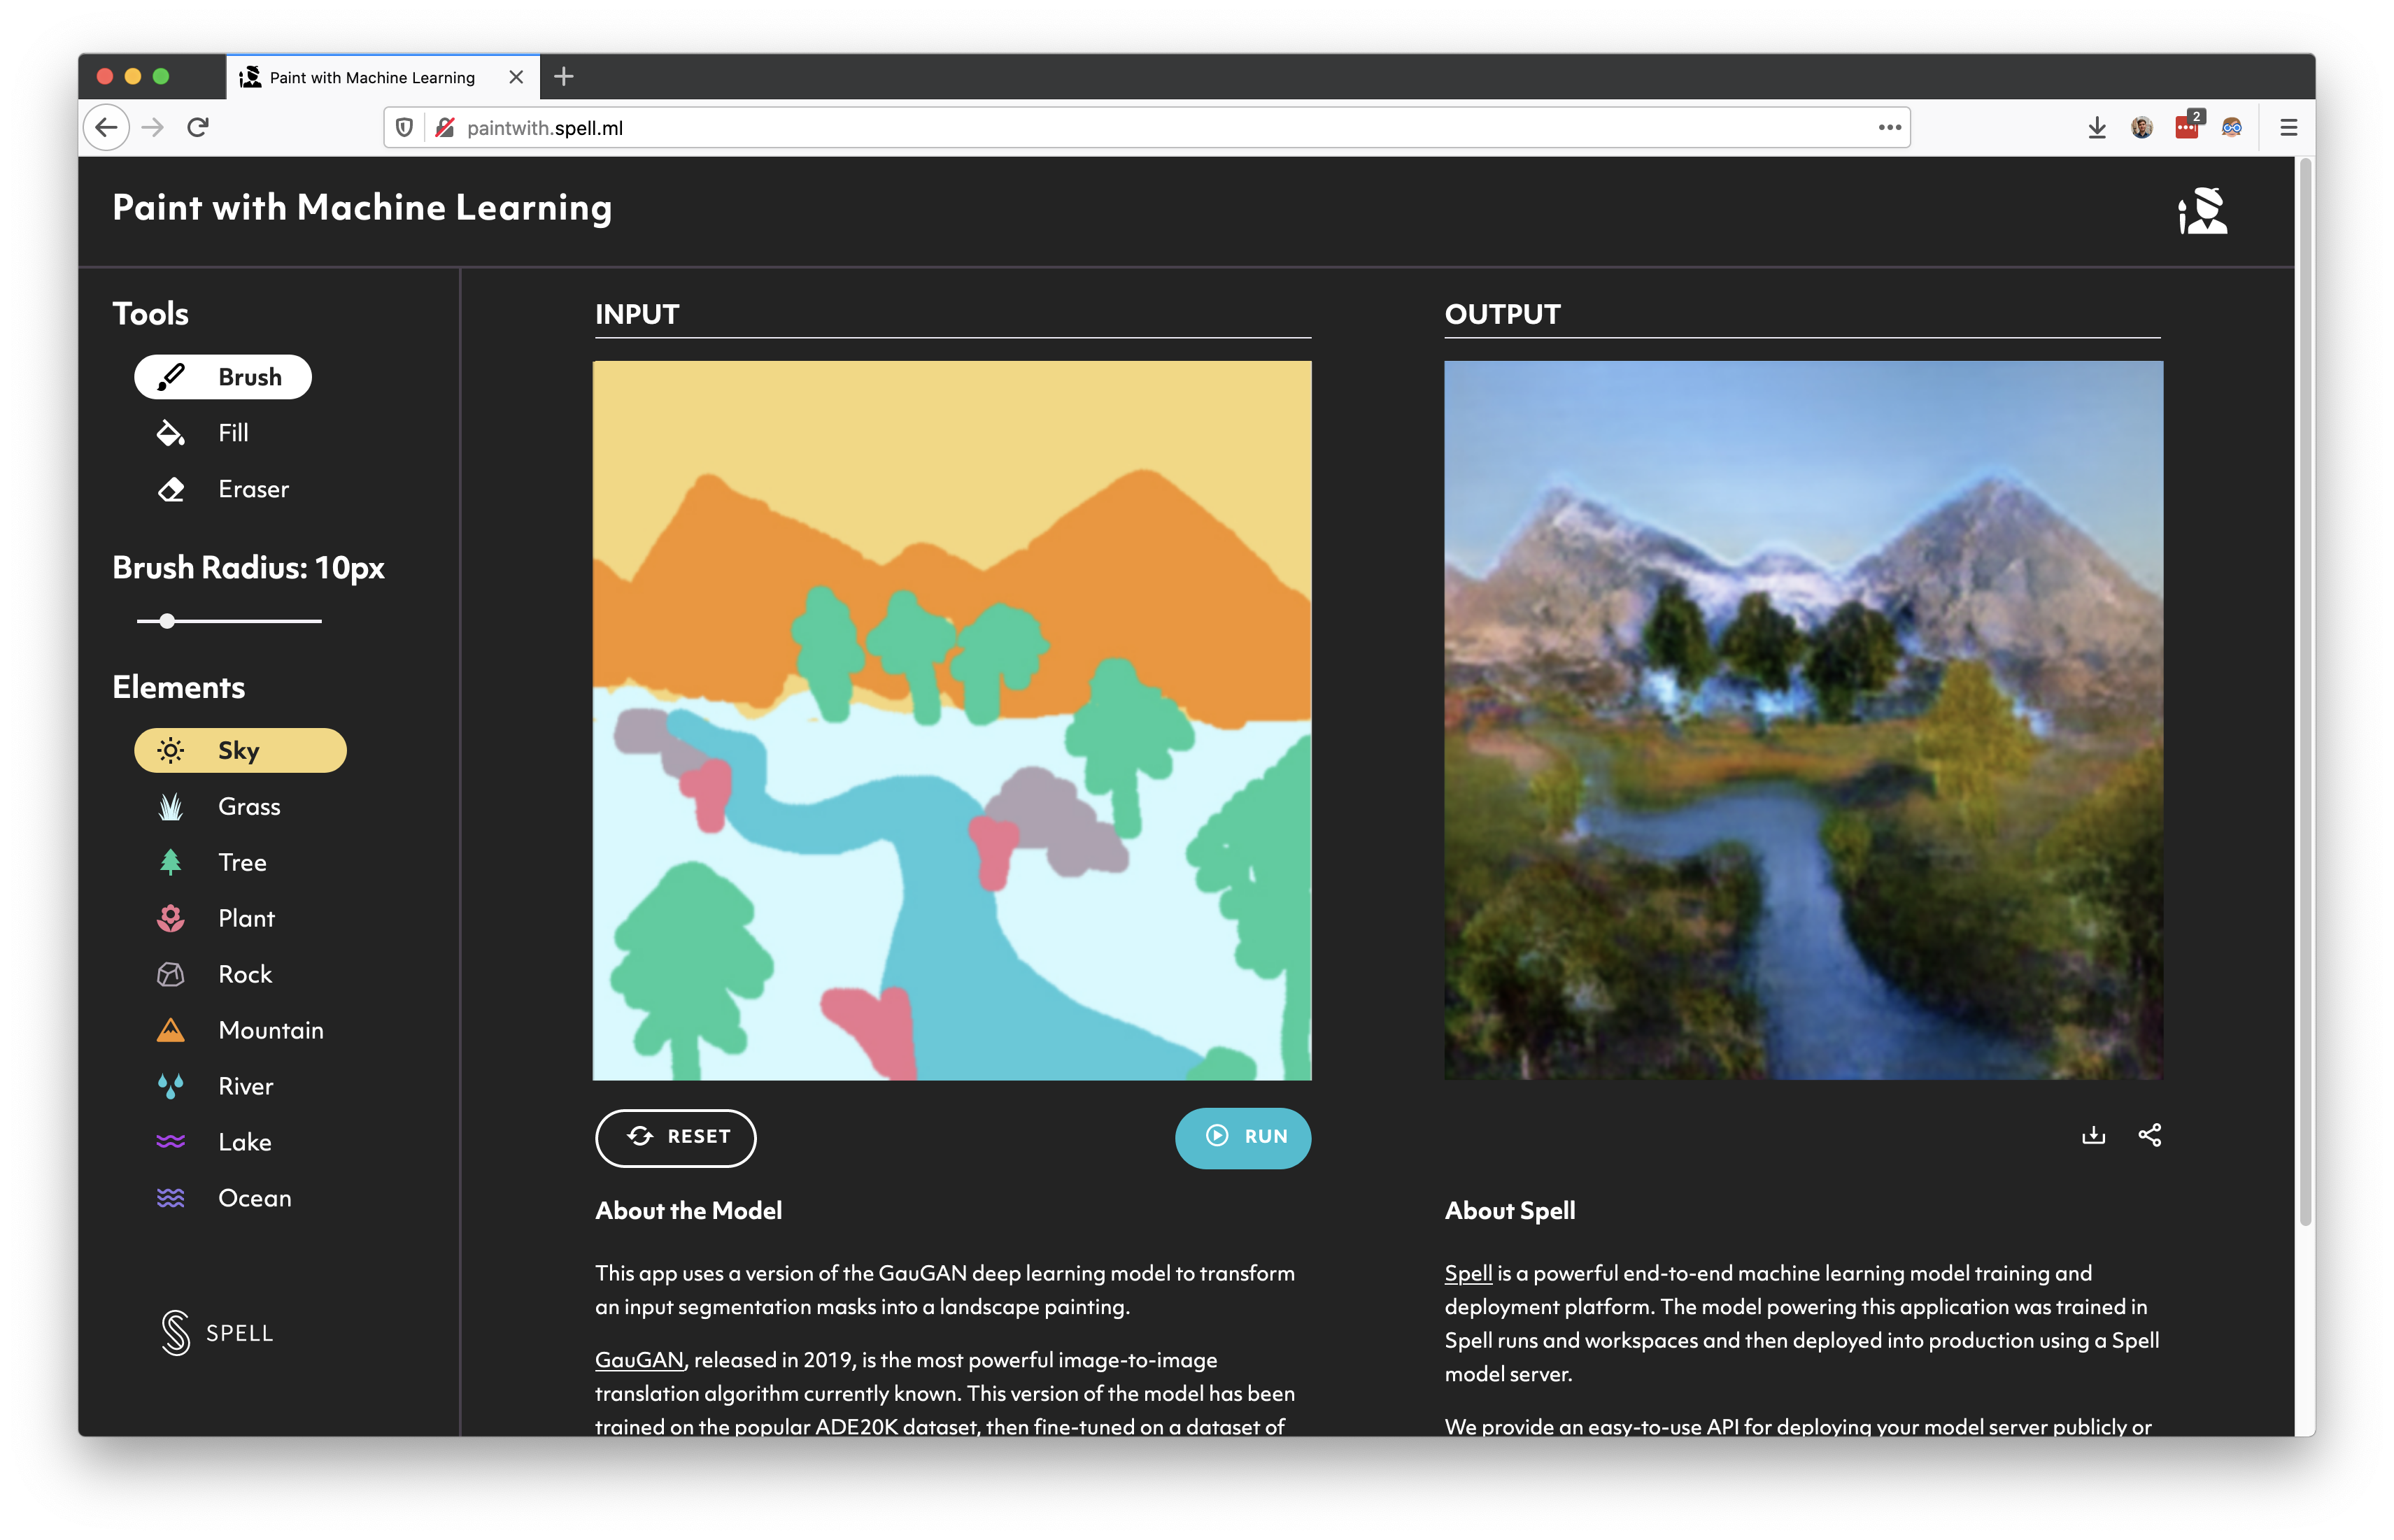 Paint with Machine Learning
paintwith.spell.ml
2
Paint with Machine Learning
Tools
Brush
Fill
Eraser
Brush Radius: 10px
Elements
Sky
Grass
Tree
Plant
Rock
Mountain
River
Lake
Ocean
SPELL
INPUT
RESET
RUN
About the Model
This app uses a version of the GauGAN deep learning model to transform
an input segmentation masks into a landscape painting.
GauGAN, released in 2019, is the most powerful image-to-image
translation algorithm currently known. This version of the model has been
trained on the popular ADE20K dataset, then fine-tuned on a dataset of
OUTPUT
About Spell
Spell is a powerful end-to-end machine learning model training and
deployment platform. The model powering this application was trained in
Spell runs and workspaces and then deployed into production using a Spell
model server.
We provide an easy-to-use API for deploying your model server publicly or